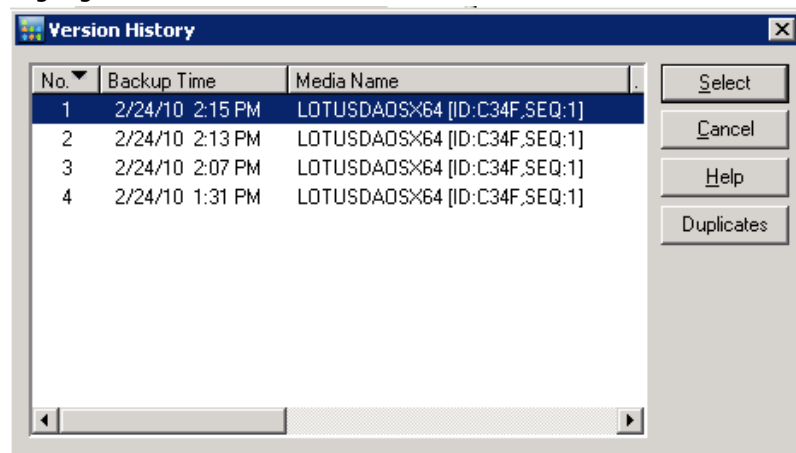 Version History
No. Backup Time Media Name .
1 2/24/10 2:15 PM LOTUSDAOSX64 [ID:C34F,SEQ:1]
2 2/24/10 2:13 PM LOTUSDAOSX64 [ID:C34F,SEQ:1]
3 2/24/10 2:07 PM LOTUSDAOSX64 [ID:C34F,SEQ:1]
4 2/24/10 1:31 PM LOTUSDAOSX64 [ID:C34F,SEQ:1]
Select
Cancel
Help
Duplicates